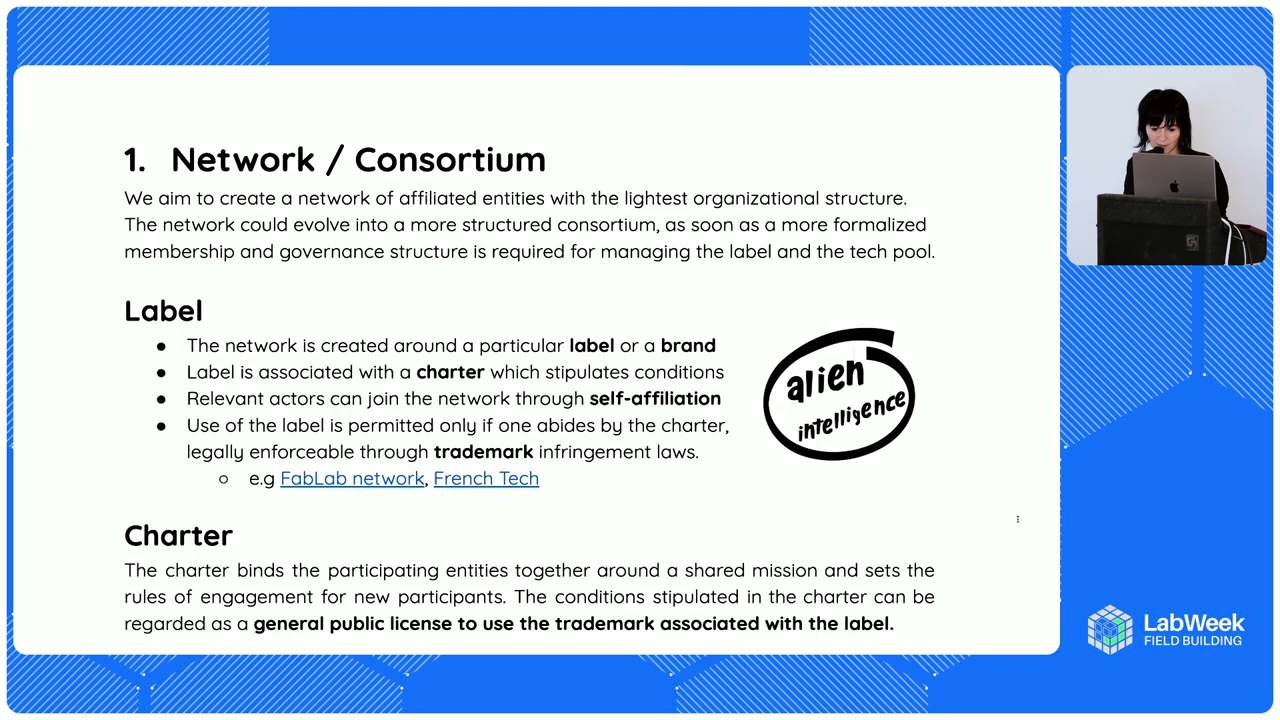 1. Network / Consortium
We aim to create a network of affiliated entities with the lightest organizational structure.
The network could evolve into a more structured consortium, as soon as a more formalized
membership and governance structure is required for managing the label and the tech pool.
Label
● The network is created around a particular label or a brand
● Label is associated with a charter which stipulates conditions
● Relevant actors can join the network through self-affiliation
● Use of the label is permitted only if one abides by the charter,
legally enforceable through trademark infringement laws.
○ e.g FabLab network, French Tech
alien
intelligence
Charter
The charter binds the participating entities together around a shared mission and sets the
rules of engagement for new participants. The conditions stipulated in the charter can be
regarded as a general public license to use the trademark associated with the label.
LabWeek
FIELD BUILDING